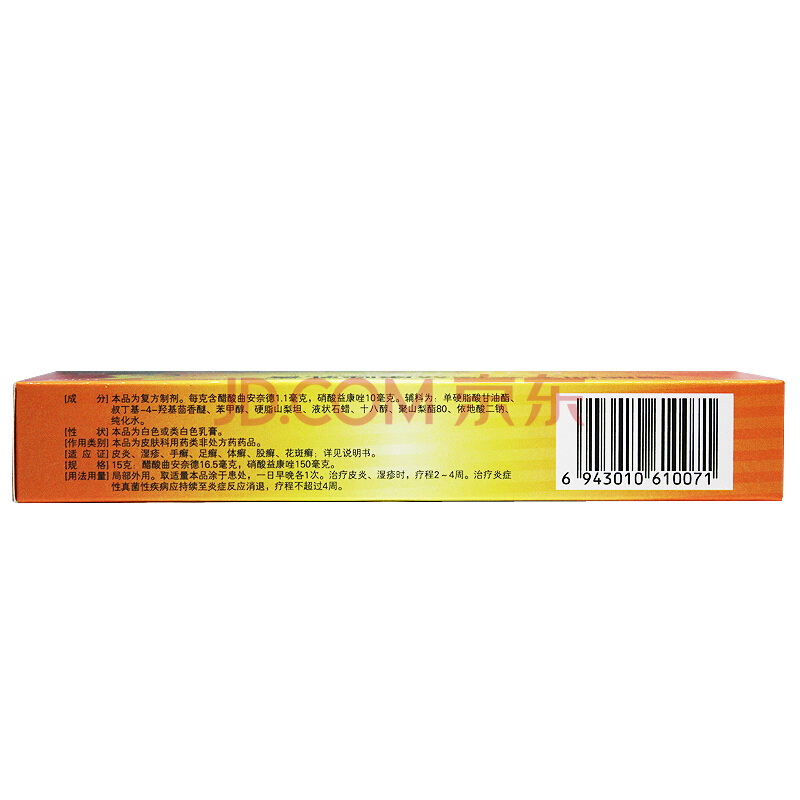 [成 分]本品为复方制剂。每克含醋酸曲安奈德1.1毫克,硝酸益康唑10毫克。辅料为:单硬脂酸甘油酯、
叔丁基-4-羟基茴香醚、苯甲醇、硬脂山梨坦、液状石蜡、十八醇、聚山梨酯80、依地酸二钠、
纯化水。
[性 状]本品为白色或类白色乳膏。
[作用类别]本品为皮肤科用药类非处方药药品。
[适 应 证]皮炎、湿疹、手癣、足癣、体癣、股癣、花斑癣;详见说明书。
[规 格]15克:醋酸曲安奈德16.5毫克,硝酸益康唑150毫克。
[用法用量]局部外用。取适量本品涂于患处,一日早晚各1次。治疗皮炎、湿疹时,疗程2~4周。治疗炎症
性真菌性疾病应持续至炎症反应消退,疗程不超过4周。
6 943010 610071
JD.COM 京东